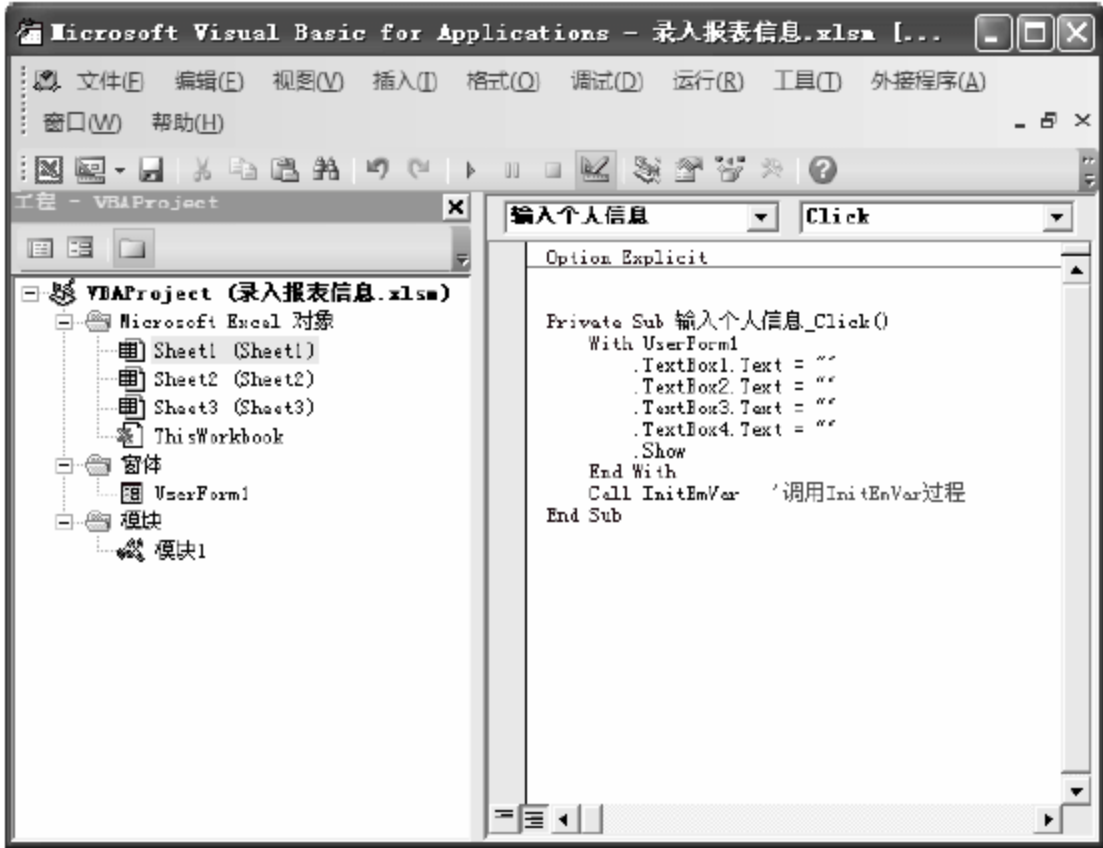 Microsoft Visual Basic for Applications - 录入报表信息.xlsm [...
文件(F) 编辑(E) 视图(V) 插入(I) 格式(O) 调试(D) 运行(R) 工具(T) 外接程序(A)
窗口(W) 帮助(H)
工程 - VBAProject
VBAProject (录入报表信息.xlsm)
Microsoft Excel 对象
Sheet1 (Sheet1)
Sheet2 (Sheet2)
Sheet3 (Sheet3)
ThisWorkbook
窗体
UserForm1
模块
模块1
输入个人信息 Click
Option Explicit
Private Sub 输入个人信息_Click()
With UserForm1
.TextBox1.Text = ""
.TextBox2.Text = ""
.TextBox3.Text = ""
.TextBox4.Text = ""
.Show
End With
Call InitEmVar '调用InitEmVar过程
End Sub